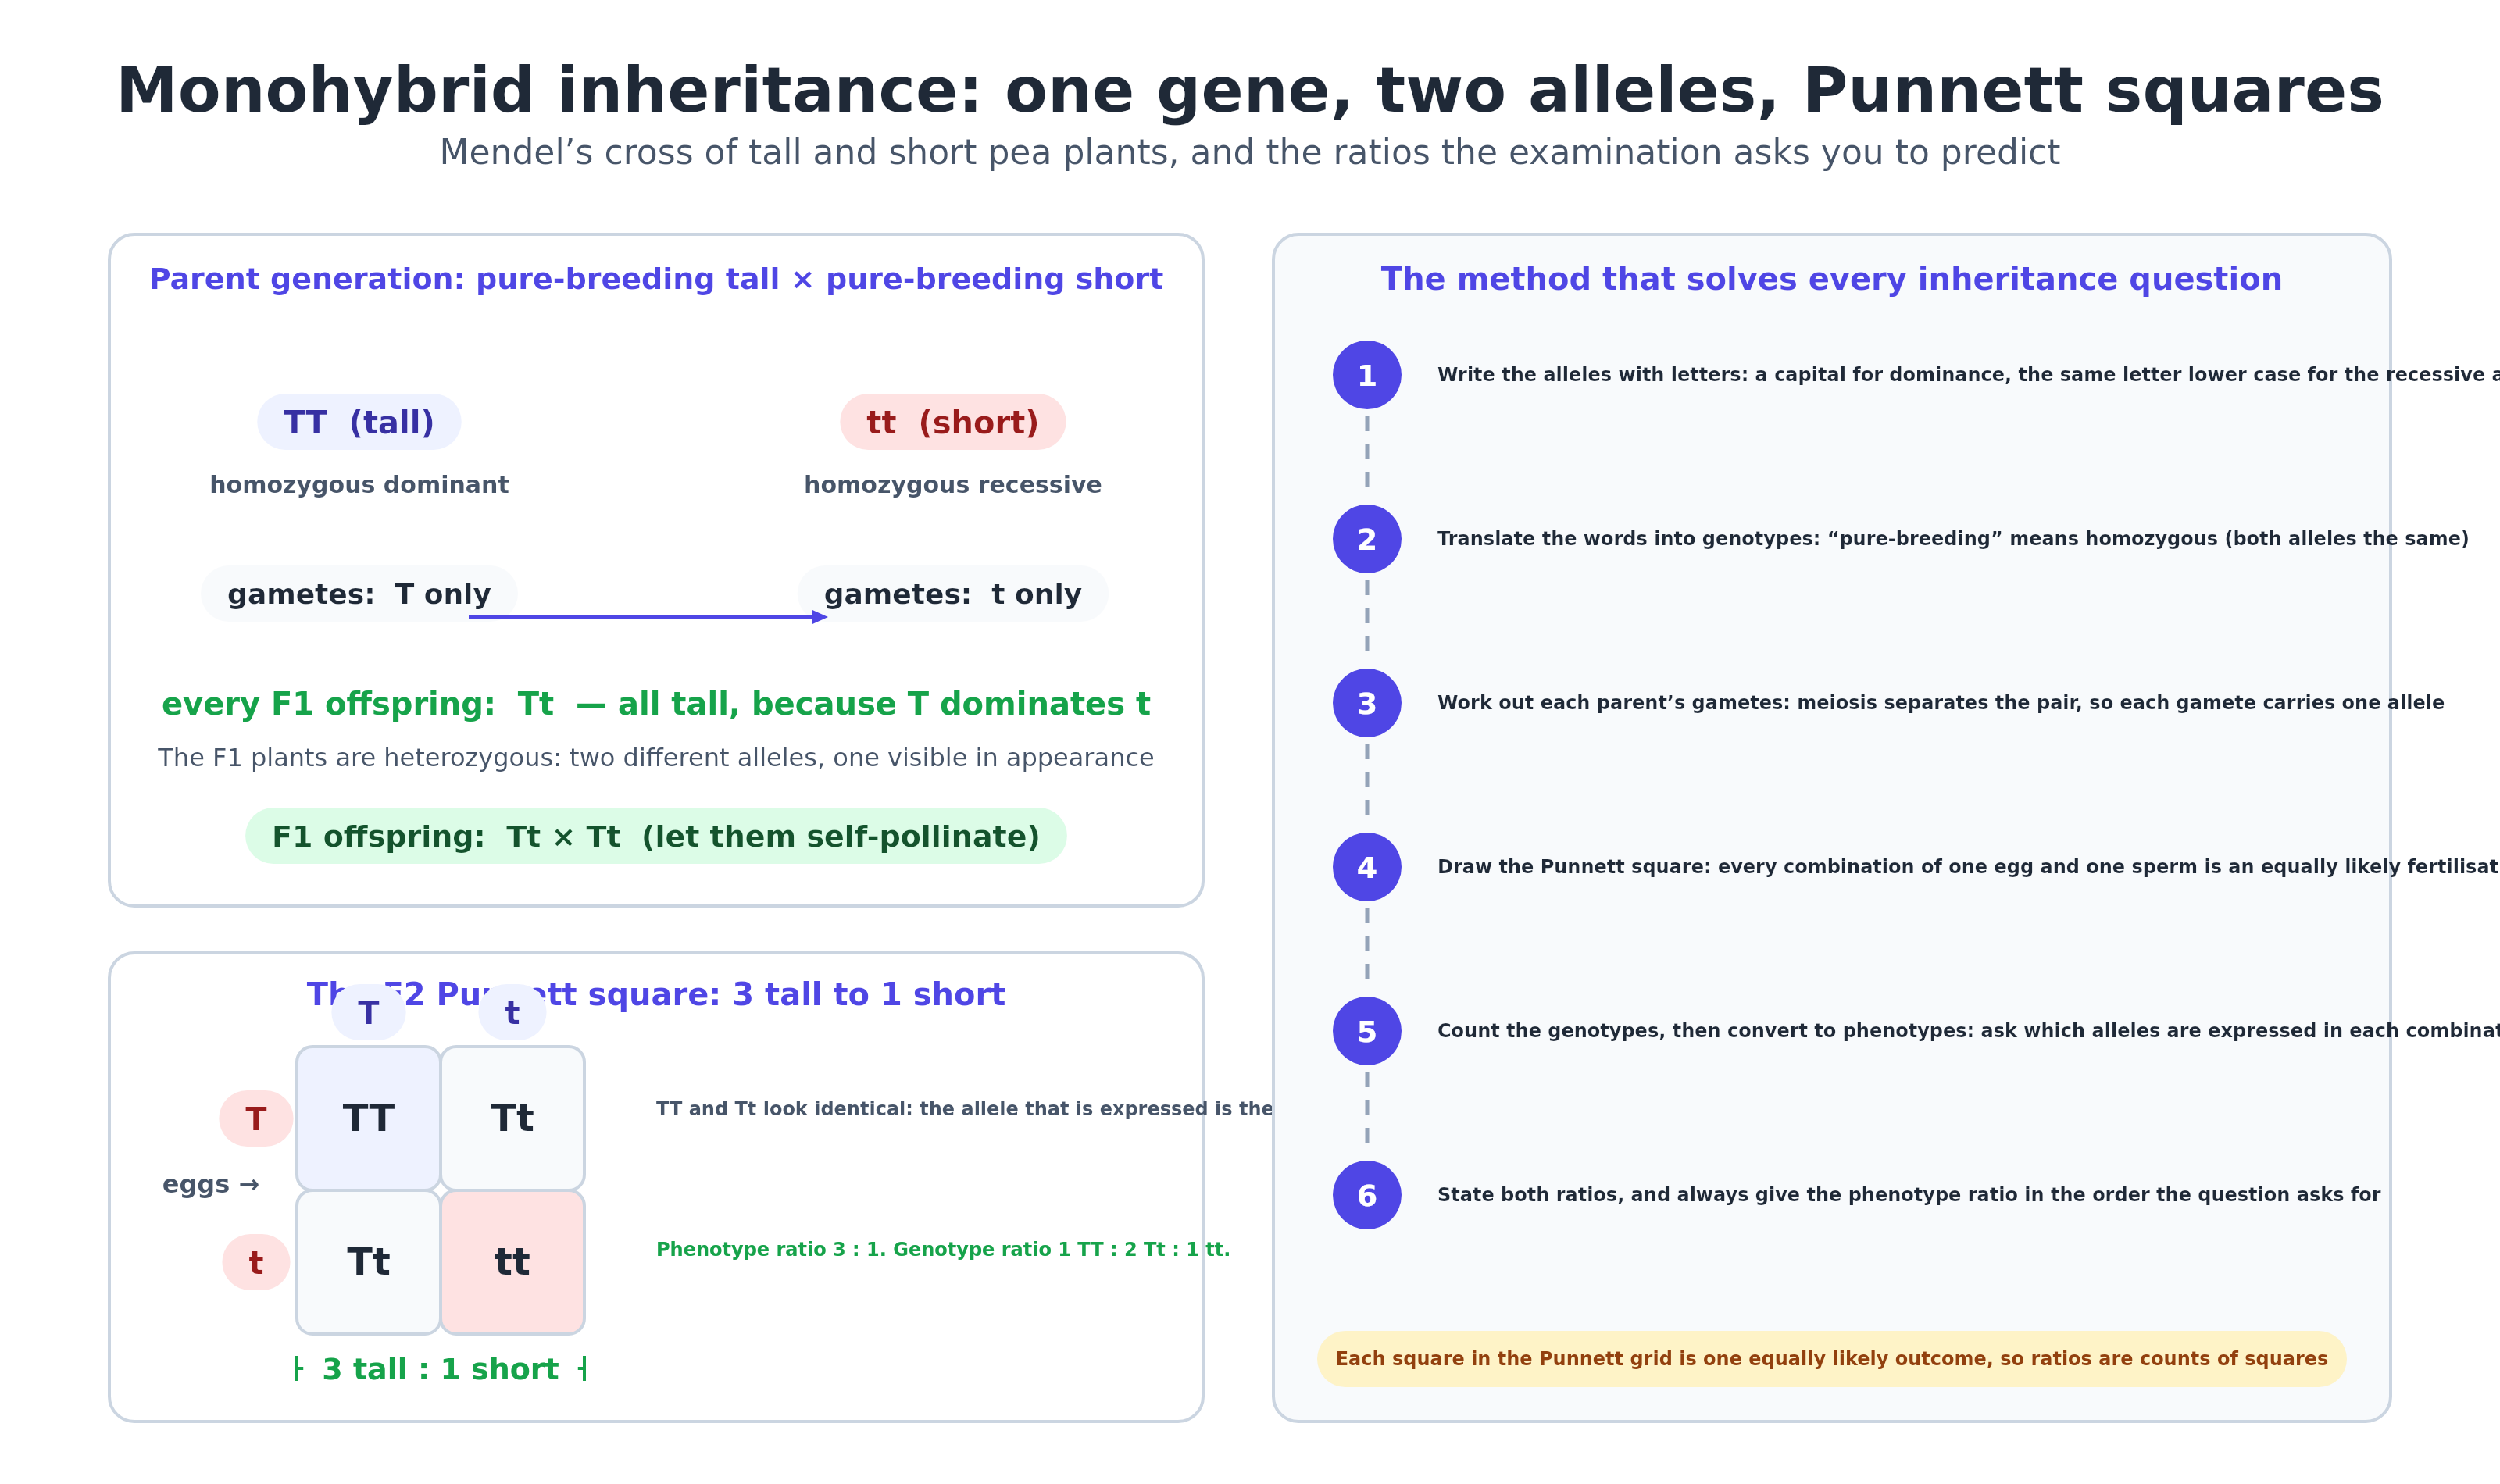 Monohybrid inheritance: one gene, two alleles, Punnett squares
Mendel’s cross of tall and short pea plants, and the ratios the examination asks you to predict
Parent generation: pure-breeding tall × pure-breeding short
TT (tall)
tt (short)
homozygous dominant
homozygous recessive
gametes: T only
gametes: t only
every F1 offspring: Tt — all tall, because T dominates t
The F1 plants are heterozygous: two different alleles, one visible in appearance
F1 offspring: Tt × Tt (let them self-pollinate)
F2 square: 3 tall to 1 short
T
t
T
TT
Tt
eggs →
t
Tt
tt
3 tall : 1 short
TT and Tt look identical: the allele that is expressed is the
Phenotype ratio 3 : 1. Genotype ratio 1 TT : 2 Tt : 1 tt.
The method that solves every inheritance question
1
Write the alleles with letters: a capital for dominance, the same letter lower case for the recessive
2
Translate the words into genotypes: “pure-breeding” means homozygous (both alleles the same)
3
Work out each parent’s gametes: meiosis separates the pair, so each gamete carries one allele
4
Draw the Punnett square: every combination of one egg and one sperm is an equally likely
5
Count the genotypes, then convert to phenotypes: ask which alleles are expressed in each
6
State both ratios, and always give the phenotype ratio in the order the question asks for
Each square in the Punnett grid is one equally likely outcome, so ratios are counts of squares